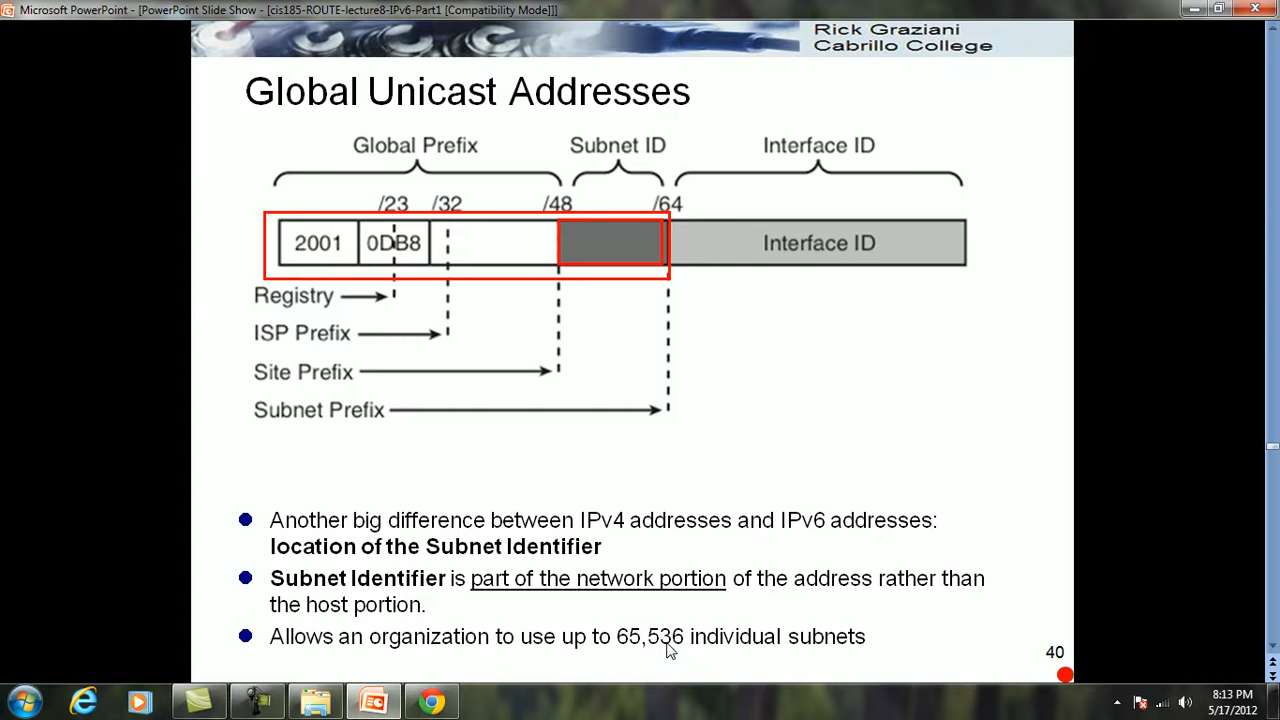 Microsoft PowerPoint - [PowerPoint Slide Show - [cis185-ROUTE-lecture8-IPv6-Part1 [Compatibility Mode]]]
Rick Graziani
Cabrillo College
Global Unicast Addresses
Global Prefix Subnet ID Interface ID
/23 /32 /48 /64
2001 0DB8 Interface ID
Registry
ISP Prefix
Site Prefix
Subnet Prefix
Another big difference between IPv4 addresses and IPv6 addresses:
location of the Subnet Identifier
Subnet Identifier is part of the network portion of the address rather than
the host portion.
Allows an organization to use up to 65,536 individual subnets
40
8:13 PM
5/17/2012